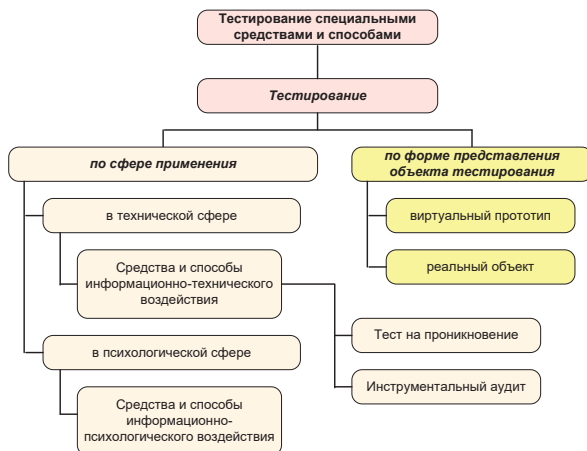 Тестирование специальными
средствами и способами
Тестирование
по сфере применения
по форме представления
объекта тестирования
в технической сфере
виртуальный прототип
Средства и способы
информационно-технического
воздействия
реальный объект
Тест на проникновение
в психологической сфере
Инструментальный аудит
Средства и способы
информационно-
психологического воздействия